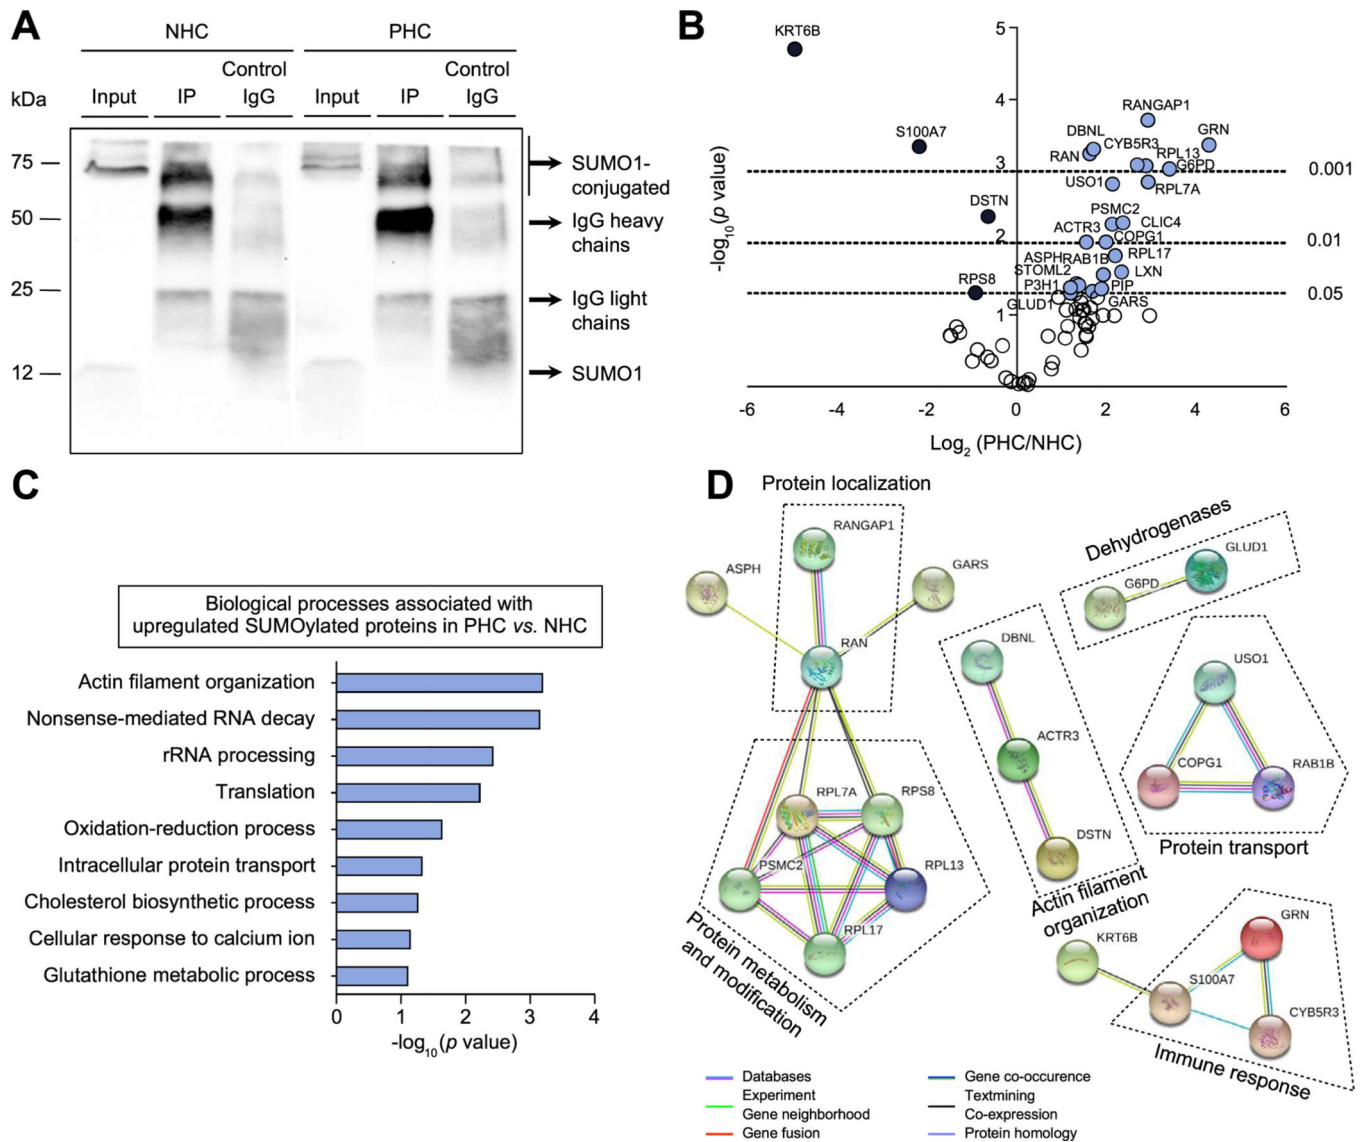 A
NHC
PHC
Control
Control
kDa
Input
IP
IgG
Input
IP
IgG
75
50
25
12
SUMO1-
conjugated
IgG heavy
chains
IgG light
chains
SUMO1
B
5
4
3
2
1
-log10(p value)
KRT6B
S100A7
DSTN
RPS8
RANGAP1
DBNL
GRN
CYB5R3
RAN
RPL13
G6PD
USO1
RPL7A
PSMC2
CLIC4
ACTR3
COPG1
ASPH
RAB1B
RPL17
STOML2
LXN
P3H1
PIP
GLUD1
GARS
0.001
0.01
0.05
-6
-4
-2
0
2
4
6
Log2 (PHC/NHC)
C
Biological processes associated with
upregulated SUMOylated proteins in PHC vs. NHC
Actin filament organization
Nonsense-mediated RNA decay
rRNA processing
Translation
Oxidation-reduction process
Intracellular protein transport
Cholesterol biosynthetic process
Cellular response to calcium ion
Glutathione metabolic process
0
1
2
3
4
-log10(p value)
D
Protein localization
RANGAP1
ASPH
GARS
RAN
RPL7A
RPS8
PSMC2
RPL13
RPL17
Protein metabolism
and modification
Dehydrogenases
GLUD1
G6PD
DBNL
ACTR3
DSTN
Actin filament
organization
USO1
COPG1
RAB1B
Protein transport
KRT6B
GRN
S100A7
CYB5R3
Immune response
Databases
Experiment
Gene neighborhood
Gene fusion
Gene co-occurence
Textmining
Co-expression
Protein homology